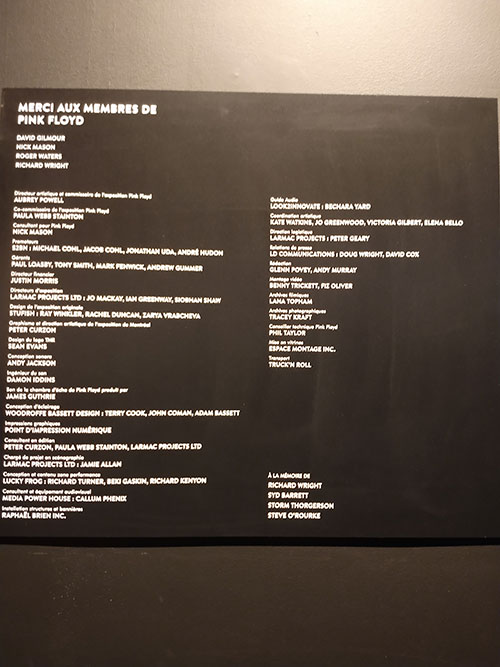 MERCI AUX MEMBRES DE
PINK FLOYD
DAVID GILMOUR
NICK MASON
ROGER WATERS
RICHARD WRIGHT
Directeur artistique et commissaire de l'exposition Pink Floyd
AUBREY POWELL
Co-commissaire de l'exposition Pink Floyd
PAULA WEBB STAINTON
Consultant pour Pink Floyd
NICK MASON
Promoteurs
S2BN : MICHAEL COHL, JACOB COHL, JONATHAN UDA, ANDRÉ HUDON
Gérants
PAUL LOASBY, TONY SMITH, MARK FENWICK, ANDREW GUMMER
Directeur financier
JUSTIN MORRIS
Directeurs d'exposition
LARMAC PROJECTS LTD : JO MACKAY, IAN GREENWAY, SIOBHAN SHAW
Design de l'exposition originale
STUFISH : RAY WINKLER, RACHEL DUNCAN, ZARYA VRABCHEVA
Graphisme et direction artistique de l'exposition de Montréal
PETER CURZON
Design du logo TMR
SEAN EVANS
Conception sonore
ANDY JACKSON
Ingénieur du son
DAMON IDDINS
Son de la chambre d'écho de Pink Floyd produit par
JAMES GUTHRIE
Conception d'éclairage
WOODROFFE BASSETT DESIGN : TERRY COOK, JOHN COMAN, ADAM BASSETT
Impressions graphiques
POINT D'IMPRESSION NUMÉRIQUE
Consultant en édition
PETER CURZON, PAULA WEBB STAINTON, LARMAC PROJECTS LTD
Chargé de projet en scénographie
LARMAC PROJECTS LTD : JAMIE ALLAN
Conception et contenu zone performance
LUCKY FROG : RICHARD TURNER, BEKI GASKIN, RICHARD KENYON
Consultant et équipement audiovisuel
MEDIA POWER HOUSE : CALLUM PHENIX
Installation structures et bannières
RAPHAËL BRIEN INC.
Guide Audio
LOOK2INNOVATE : BECHARA YARD
Coordination artistique
KATE WATKINS, JO GREENWOOD, VICTORIA GILBERT, ELENA BELLO
Direction logistique
LARMAC PROJECTS : PETER GEARY
Relations de presse
LD COMMUNICATIONS : DOUG WRIGHT, DAVID COX
Rédaction
GLENN POVEY, ANDY MURRAY
Montage vidéo
BENNY TRICKETT, FIZ OLIVER
Archives filmiques
LANA TOPHAM
Archives photographiques
TRACEY KRAFT
Conseiller technique Pink Floyd
PHIL TAYLOR
Mise en vitrines
ESPACE MONTAGE INC.
Transport
TRUCK'N ROLL
À LA MÉMOIRE DE
RICHARD WRIGHT
SYD BARRETT
STORM THORGERSON
STEVE O'ROURKE